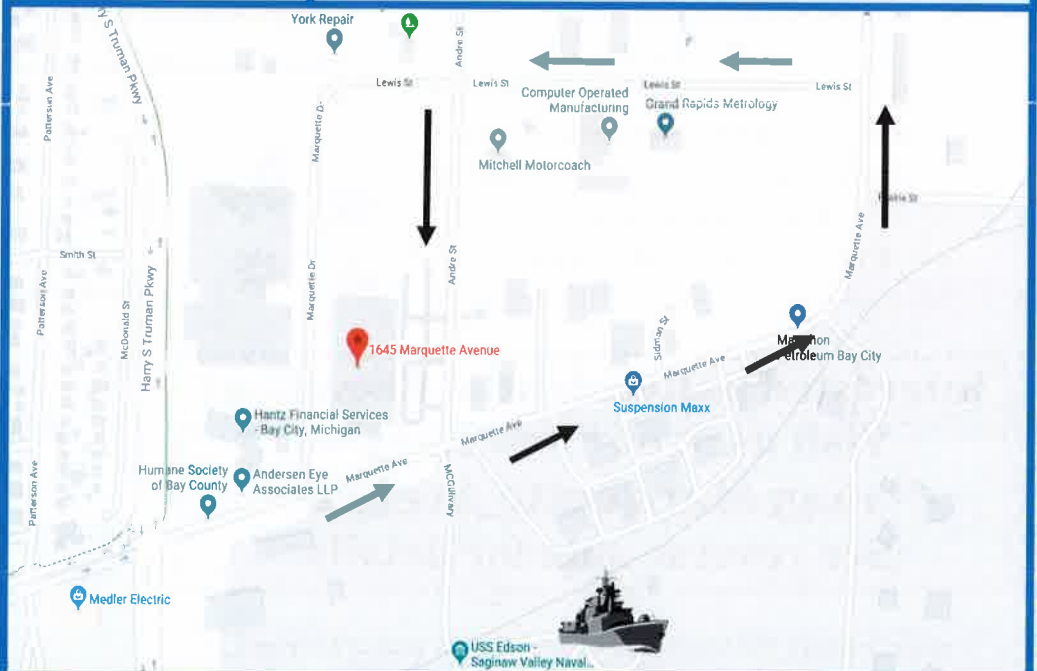 York Repair
Harry S Truman Pkwy
Patterson Ave
Andre St
Lewis St
Lewis St
Lewis St
Lewis St
Computer Operated
Manufacturing
Grand Rapids Metrology
Mitchell Motorcoach
Marquette Dr
Smith St
Patterson Ave
McDonald St
Harry S Truman Pkwy
Marquette Dr
Andre St
Marquette Ave
1645 Marquette Avenue
Sidman St
Marquette Ave
Petroleum Bay City
Suspension Maxx
Hantz Financial Services
- Bay City, Michigan
Marquette Ave
Humane Society
of Bay County
Andersen Eye
Associates LLP
Marquette Ave
McGilivary
Patterson Ave
Medler Electric
USS Edson -
Saginaw Valley Naval...